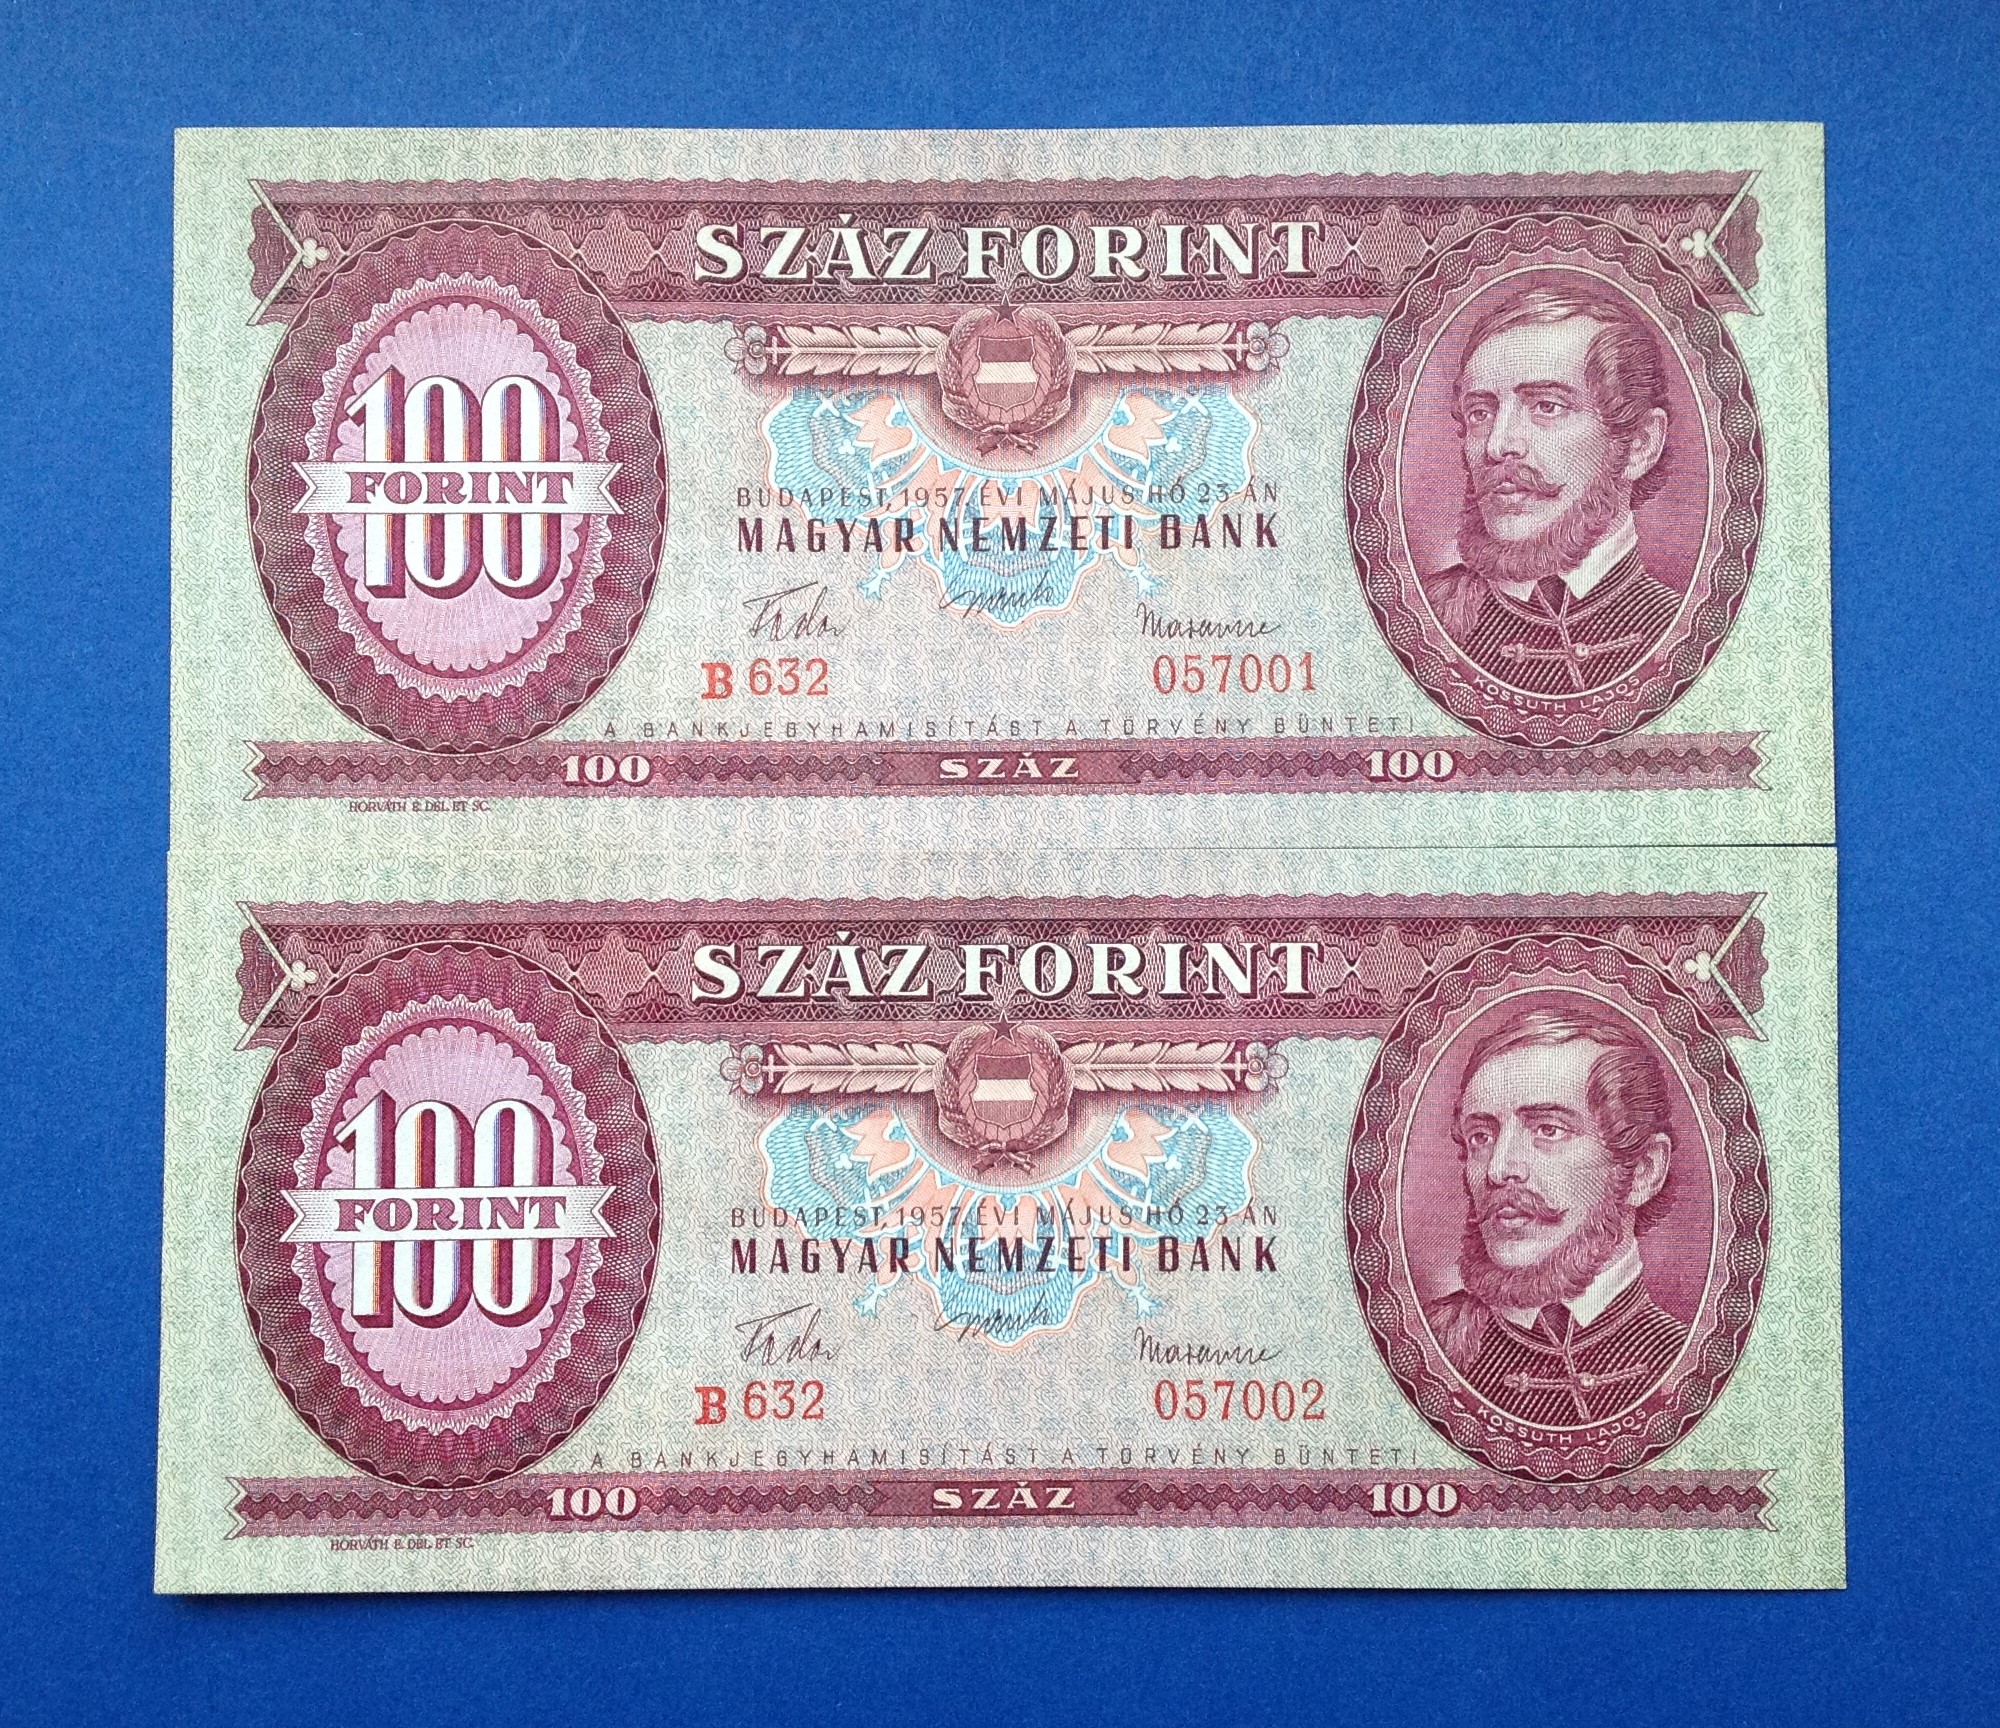 SZÁZ FORINT
100
FORINT
BUDAPEST, 1957. ÉVI MÁJUS HÓ 23-ÁN
MAGYAR NEMZETI BANK
B 632 057001
KOSSUTH LAJOS
A BANKJEGYHAMISÍTÁST A TÖRVÉNY BÜNTETI
100 SZÁZ 100
HORVÁTH E. DEL. ET SC.
SZÁZ FORINT
100
FORINT
BUDAPEST, 1957. ÉVI MÁJUS HÓ 23-ÁN
MAGYAR NEMZETI BANK
B 632 057002
KOSSUTH LAJOS
A BANKJEGYHAMISÍTÁST A TÖRVÉNY BÜNTETI
100 SZÁZ 100
HORVÁTH E. DEL. ET SC.